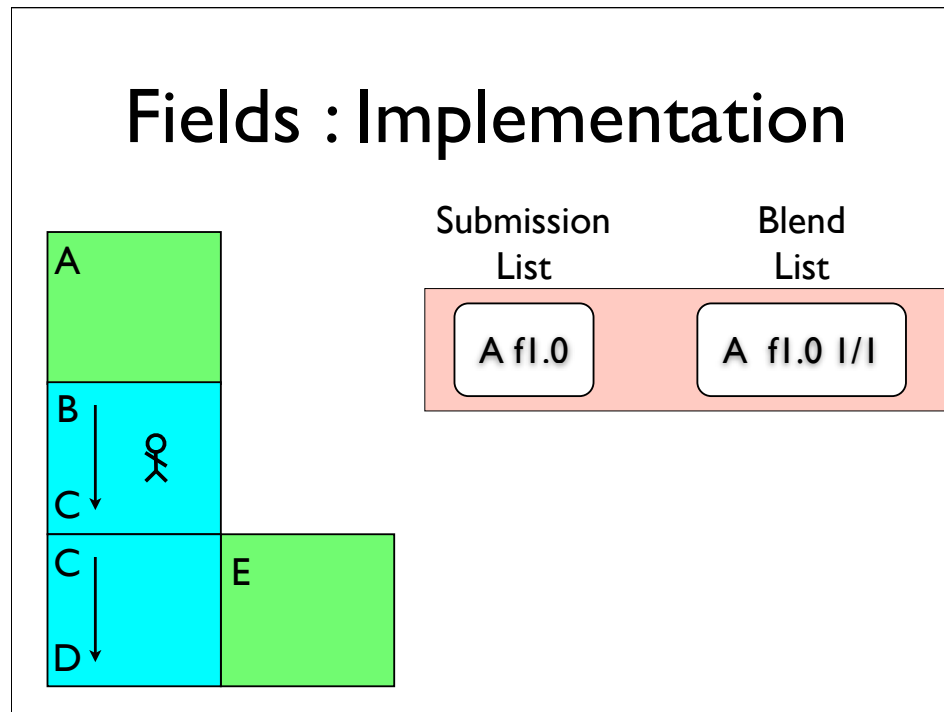 Fields : Implementation
Submission
List
Blend
List
A f1.0
A f1.0 1/1
A
B
C
C
D
E